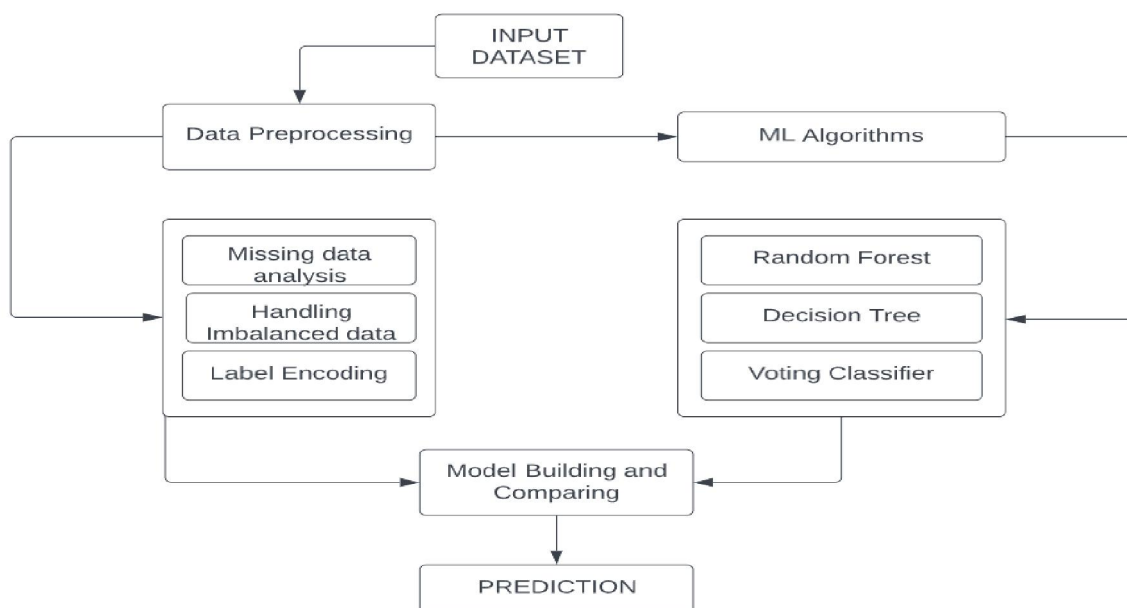 INPUT
DATASET
Data Preprocessing
ML Algorithms
Missing data
analysis
Handling
Imbalanced data
Label Encoding
Random Forest
Decision Tree
Voting Classifier
Model Building and
Comparing
PREDICTION